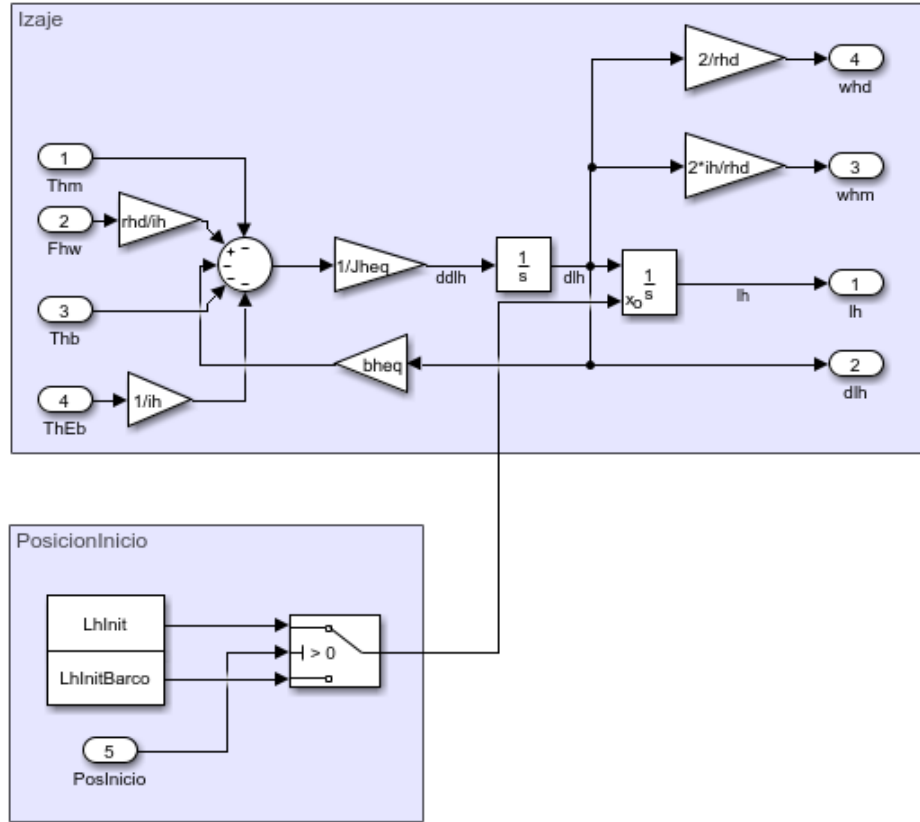 Izaje
2/rhd
4
whd
1
Thm
2*ih/rhd
3
whm
2
Fhw
rhd/ih
+
−
−
−
−
1/Jheq
ddlh
1
s
dlh
1
s
xo
lh
1
lh
3
Thb
bheq
2
dlh
4
ThEb
1/ih
PosicionInicio
LhInit
> 0
LhInitBarco
5
PosInicio